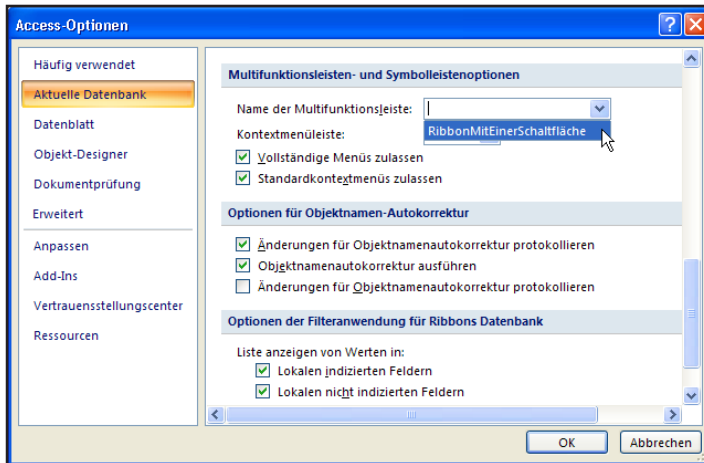 Access-Optionen
Häufig verwendet
Aktuelle Datenbank
Datenblatt
Objekt-Designer
Dokumentprüfung
Erweitert
Anpassen
Add-Ins
Vertrauensstellungscenter
Ressourcen
Multifunktionsleisten- und Symbolleistenoptionen
Name der Multifunktionsleiste:
RibbonMitEinerSchaltfläche
Kontextmenüleiste:
Vollständige Menüs zulassen
Standardkontextmenüs zulassen
Optionen für Objektnamen-Autokorrektur
Änderungen für Objektnamenautokorrektur protokollieren
Objektnamenautokorrektur ausführen
Änderungen für Objektnamenautokorrektur protokollieren
Optionen der Filteranwendung für Ribbons Datenbank
Liste anzeigen von Werten in:
Lokalen indizierten Feldern
Lokalen nicht indizierten Feldern
OK
Abbrechen